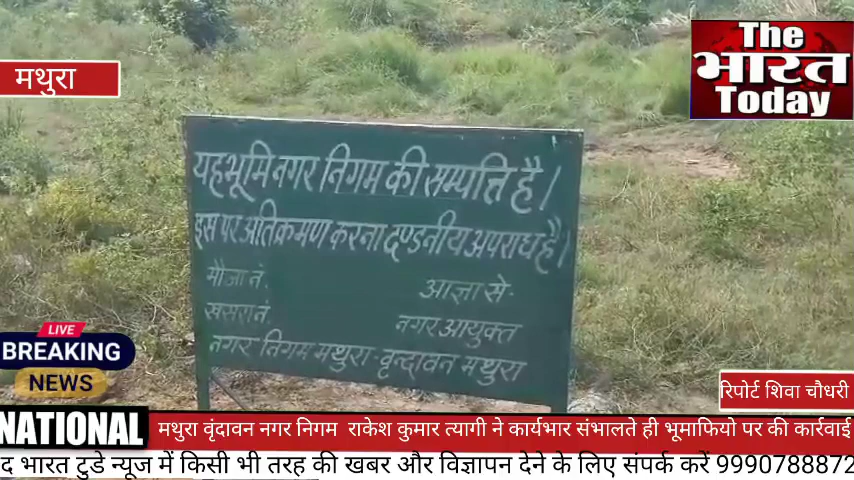 The
भारत
Today
मथुरा
यह भूमि नगर निगम की सम्पत्ति है।
इस पर अतिक्रमण करना दण्डनीय अपराध है।
मौजा नं.
आज्ञा से-
खसरा नं.
नगर आयुक्त
नगर निगम मथुरा-वृन्दावन मथुरा
LIVE
BREAKING
NEWS
रिपोर्ट शिवा चौधरी
NATIONAL
मथुरा वृंदावन नगर निगम राकेश कुमार त्यागी ने कार्यभार संभालते ही भूमाफियो पर की कार्रवाई
द भारत टुडे न्यूज में किसी भी तरह की खबर और विज्ञापन देने के लिए संपर्क करें 9990788872